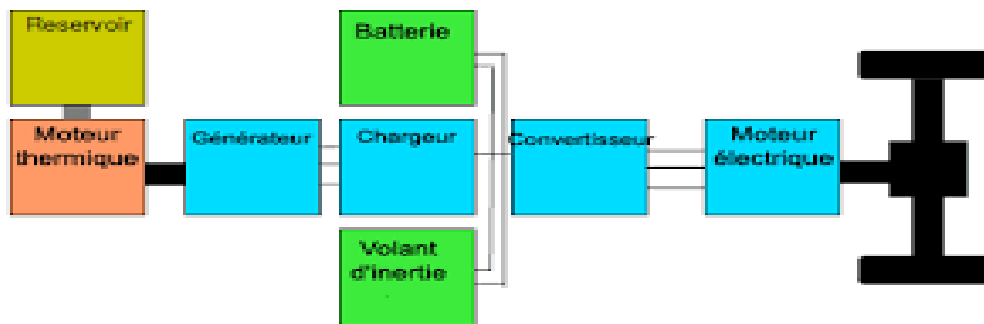 Reservoir
Batterie
Moteur
thermique
Générateur
Chargeur
Convertisseur
Moteur
électrique
Volant
d'inertie